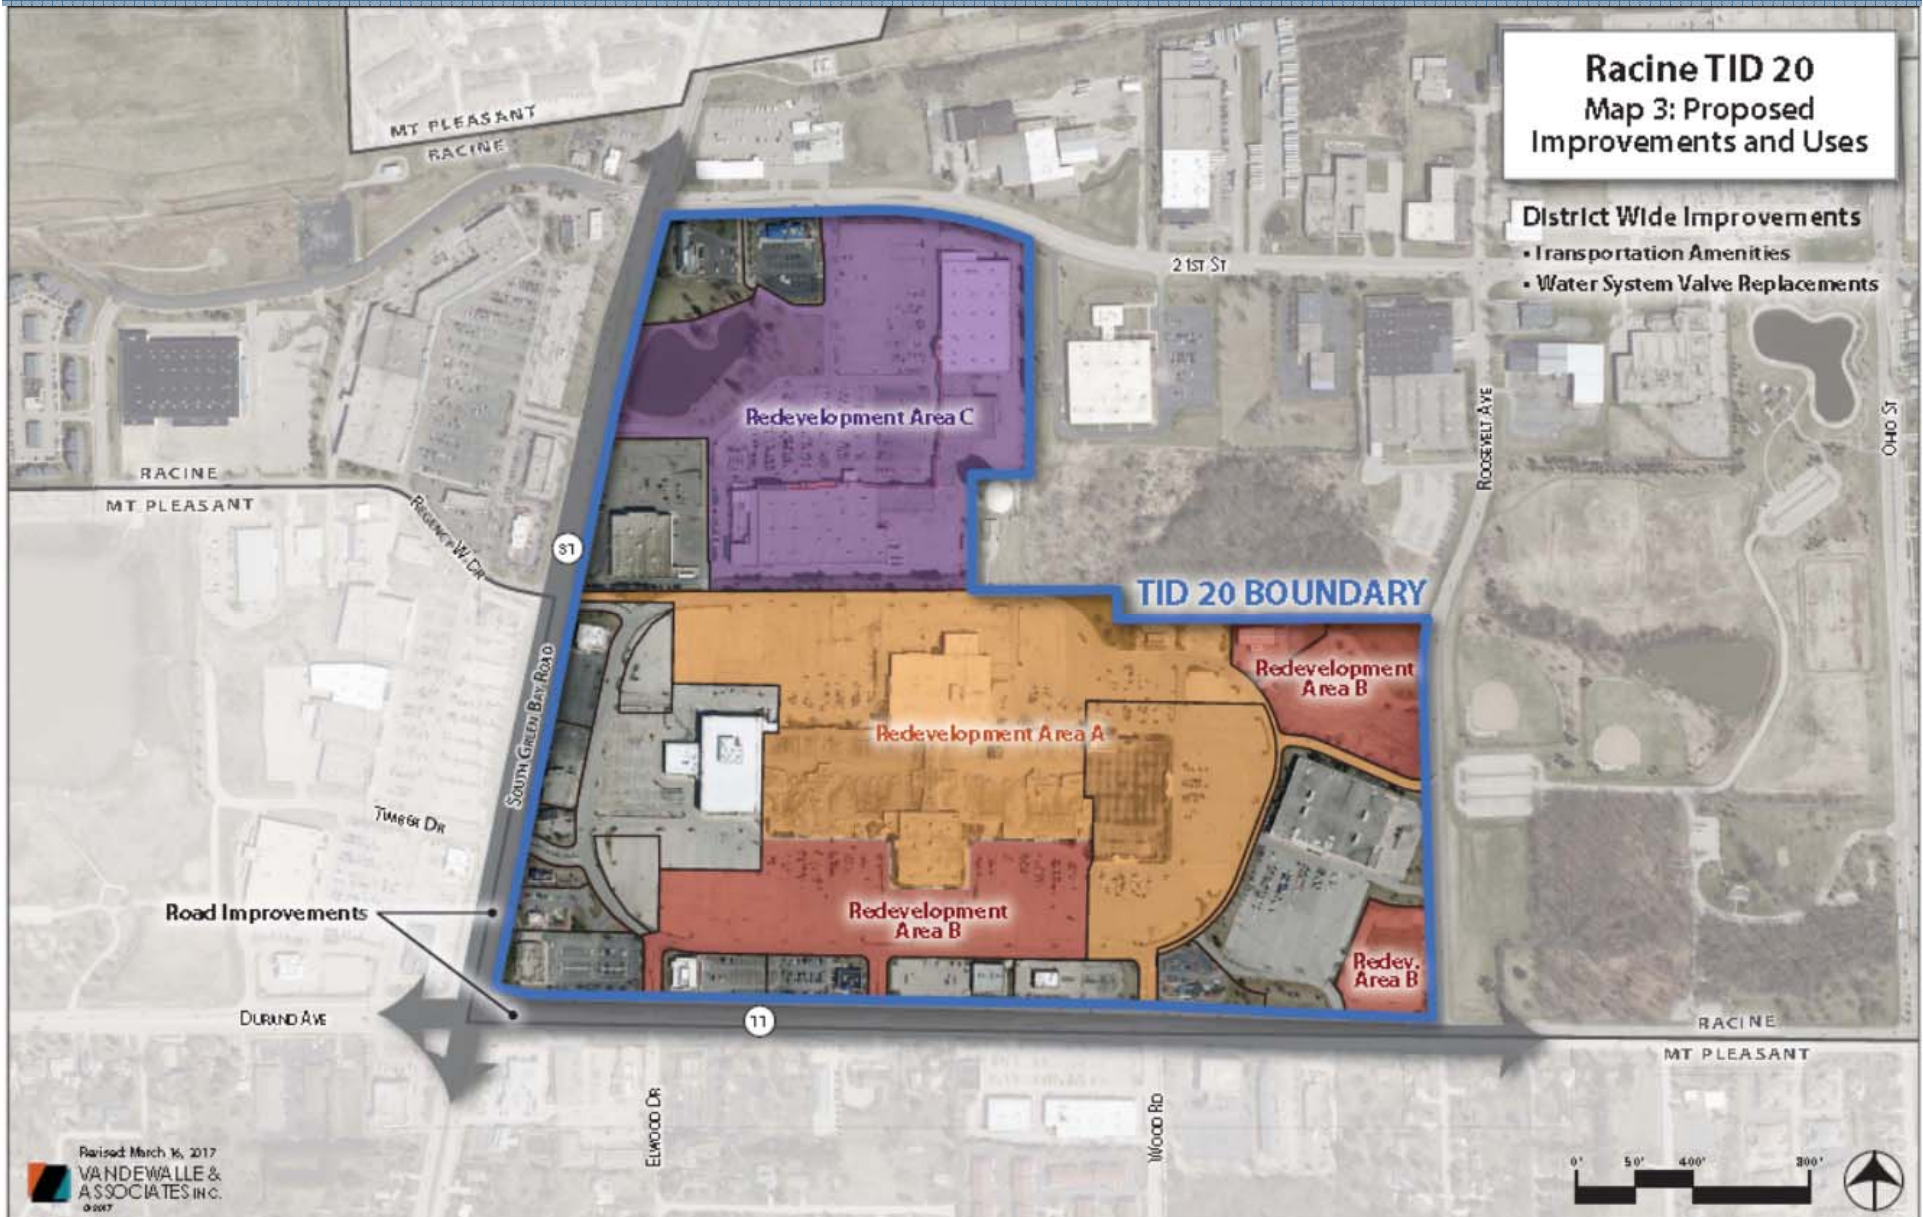 Racine TID 20
Map 3: Proposed
Improvements and Uses
District Wide Improvements
• Transportation Amenities
• Water System Valve Replacements
MT PLEASANT
RACINE
21ST ST
ROOSEVELT AVE
OHIO ST
Redevelopment Area C
RACINE
MT PLEASANT
REGENCY W. DR
31
TID 20 BOUNDARY
Redevelopment
Area B
SOUTH GREEN BAY ROAD
Redevelopment Area A
TIMBER DR
Road Improvements
Redevelopment
Area B
Redev.
Area B
DURAND AVE
11
RACINE
MT PLEASANT
ELWOOD DR
WOOD RD
Revised: March 16, 2017
VANDEWALLE &
ASSOCIATES INC.
©2017
0' 50' 400' 800'